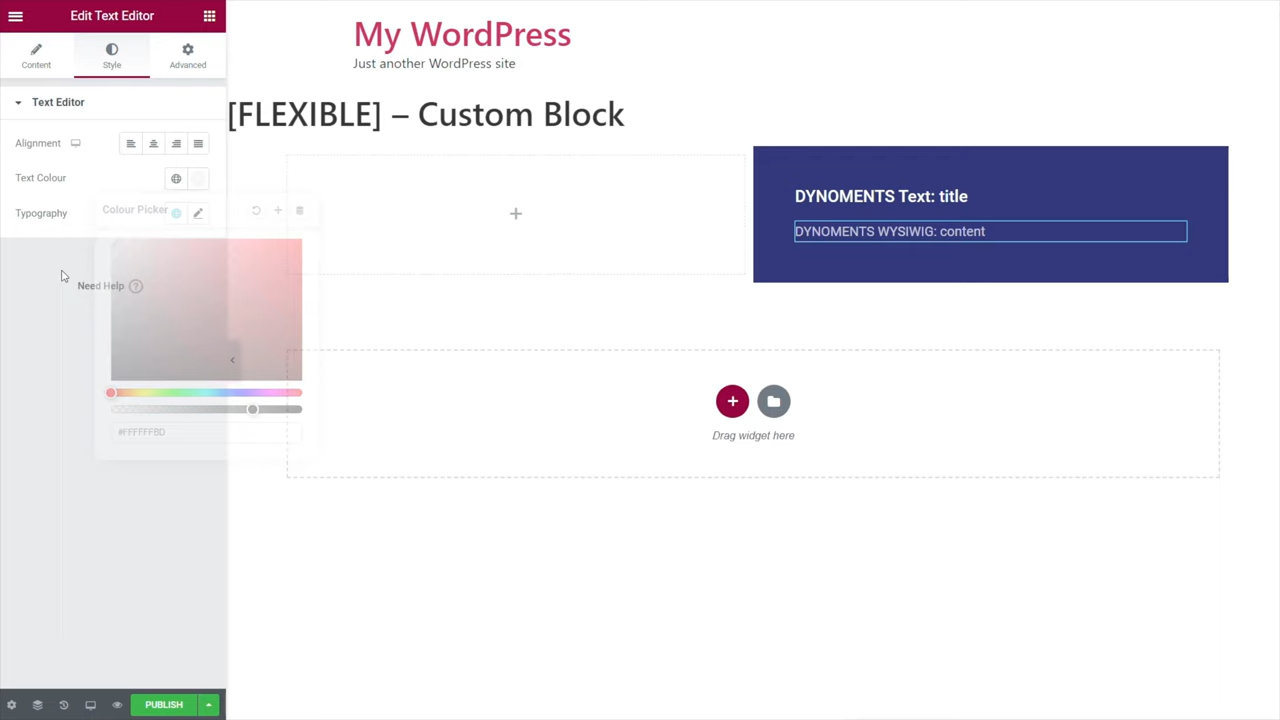 Edit Text Editor
Content
Style
Advanced
Text Editor
Alignment
Text Colour
Typography
Colour Picker
Need Help ?
#FFFFFFBD
PUBLISH
My WordPress
Just another WordPress site
[FLEXIBLE] – Custom Block
DYNOMENTS Text: title
DYNOMENTS WYSIWIG: content
Drag widget here